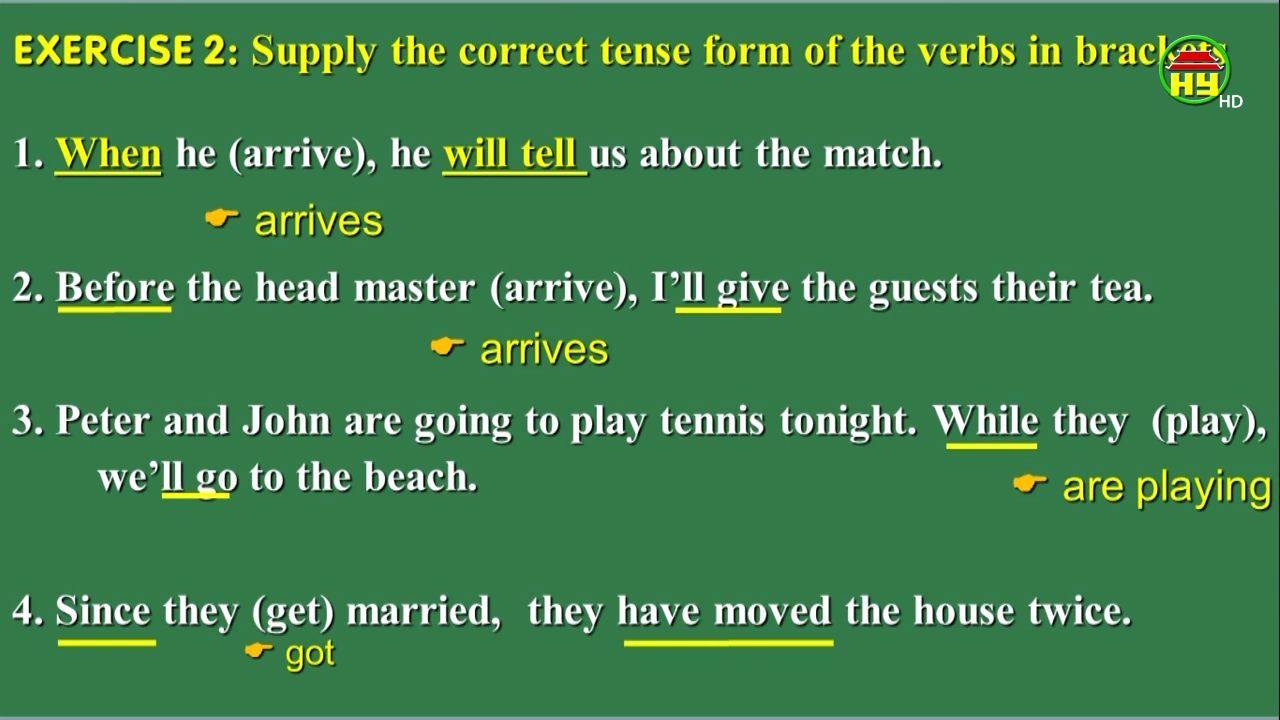 EXERCISE 2: Supply the correct tense form of the verbs in brackets
HY
HD
1. When he (arrive), he will tell us about the match.
☛ arrives
2. Before the head master (arrive), I’ll give the guests their tea.
☛ arrives
3. Peter and John are going to play tennis tonight. While they (play),
we’ll go to the beach.
☛ are playing
4. Since they (get) married, they have moved the house twice.
☛ got